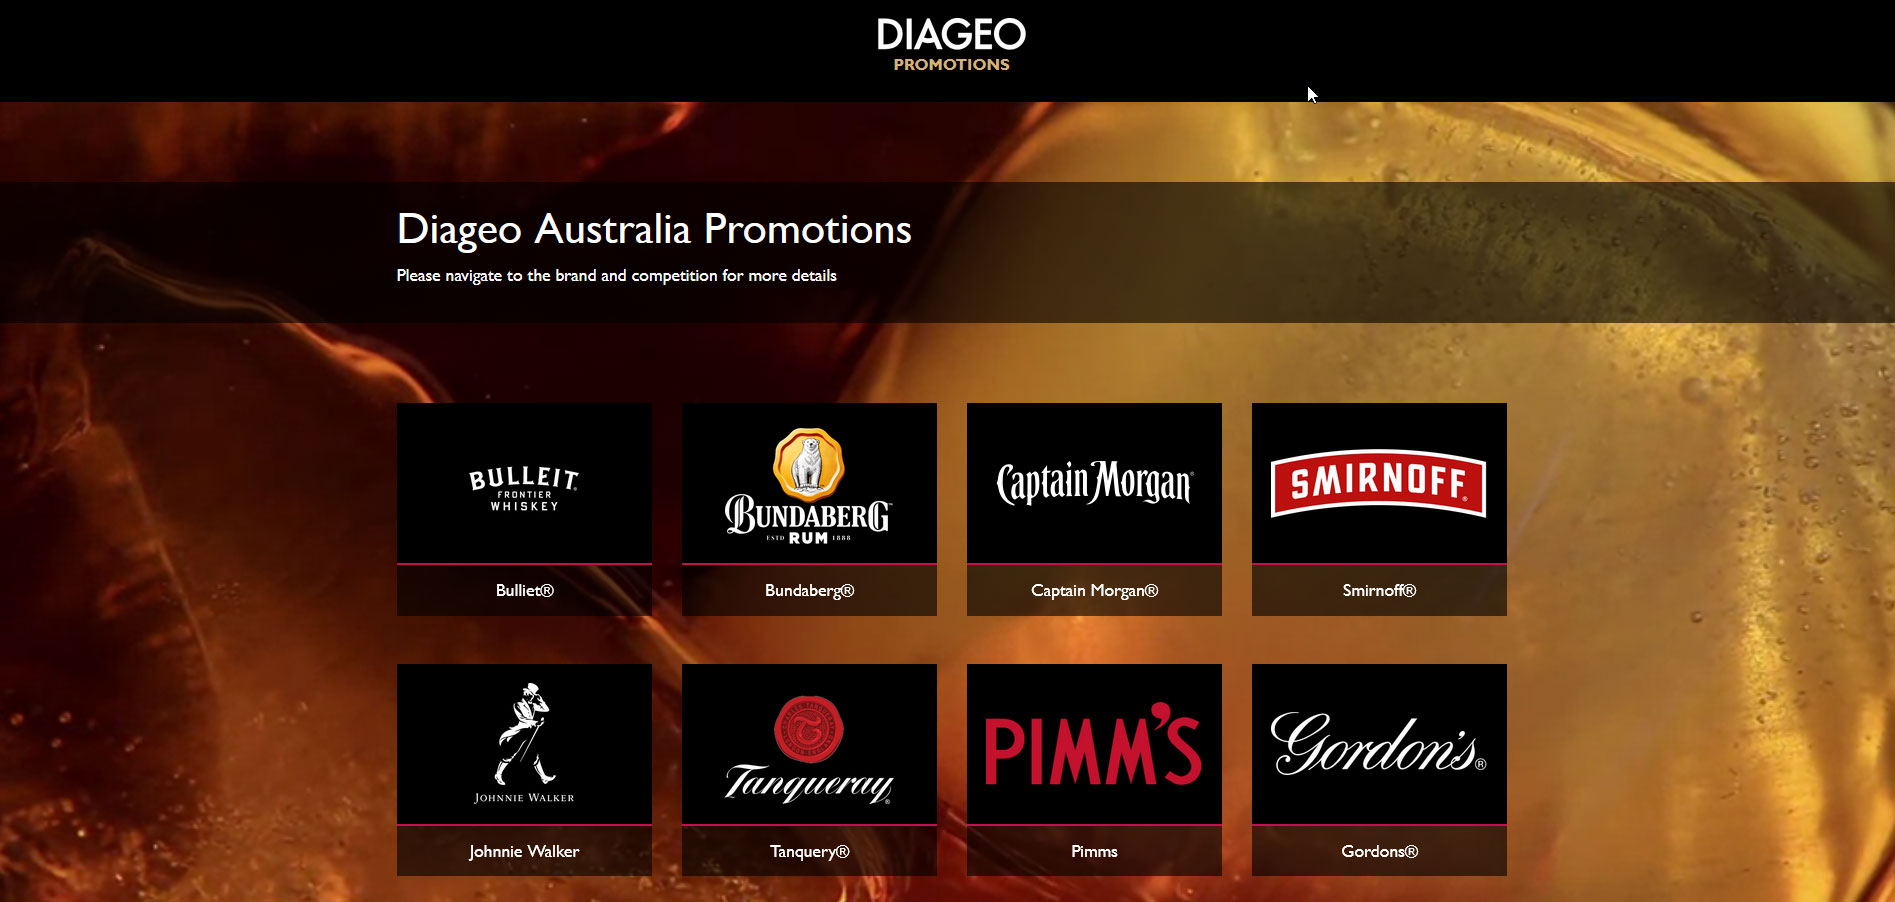 DIAGEO
PROMOTIONS
Diageo Australia Promotions
Please navigate to the brand and competition for more details
BULLEIT®
FRONTIER
WHISKEY
BUNDABERG™
ESTD RUM 1888
Captain Morgan®
SMIRNOFF®
Bulliet®
Bundaberg®
Captain Morgan®
Smirnoff®
JOHNNIE WALKER
Tanqueray®
PIMM'S
Gordon's®
Johnnie Walker
Tanquery®
Pimms
Gordons®